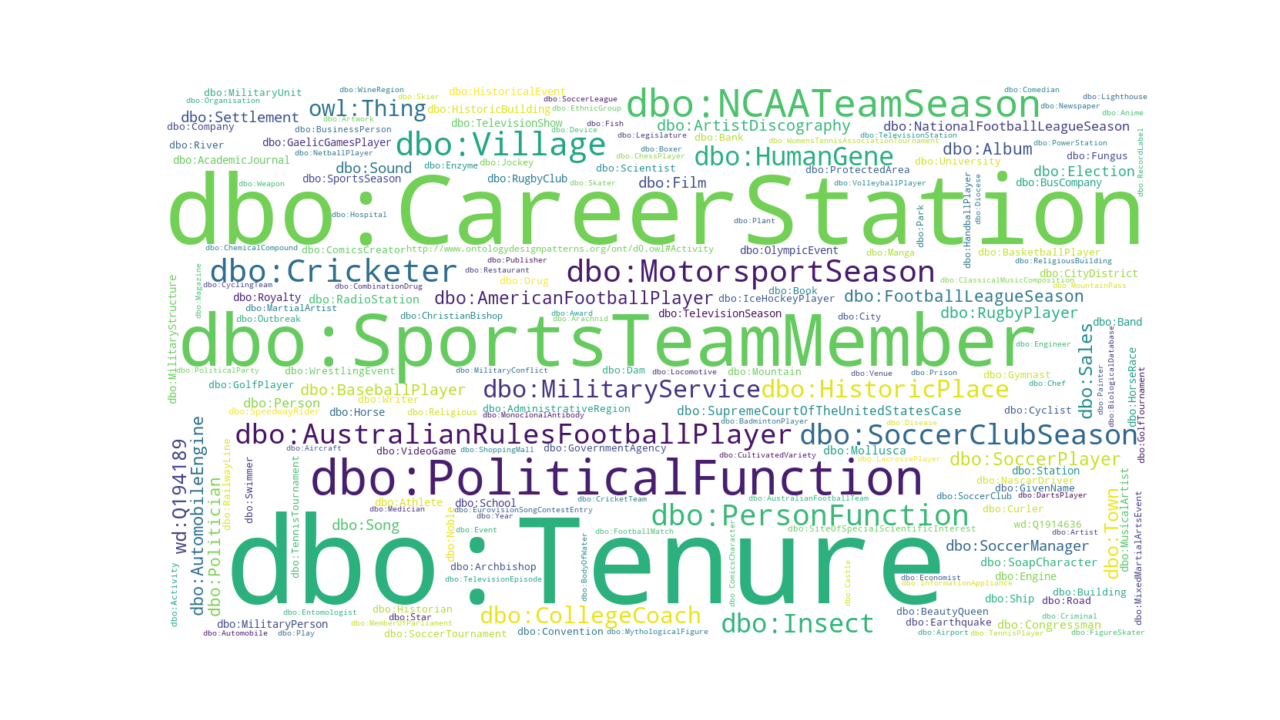 dbo:MilitaryUnit
dbo:WineRegion
dbo:Skier
dbo:HistoricalEvent
dbo:Comedian
dbo:Lighthouse
dbo:Organisation
owl:Thing
dbo:HistoricBuilding
dbo:SoccerLeague
dbo:EthnicGroup
dbo:NCAATeamSeason
dbo:Newspaper
dbo:Anime
dbo:Settlement
dbo:Artwork
dbo:TelevisionShow
dbo:Fish
dbo:Company
dbo:BusinessPerson
dbo:Device
dbo:ArtistDiscography
dbo:NationalFootballLeagueSeason
dbo:River
dbo:GaelicGamesPlayer
dbo:Village
dbo:Legislature
dbo:Bank
dbo:TelevisionStation
dbo:WomensTennisAssociationTournament
dbo:PowerStation
dbo:RecordLabel
dbo:NetballPlayer
dbo:Boxer
dbo:ChessPlayer
dbo:HumanGene
dbo:Album
dbo:Fungus
dbo:AcademicJournal
dbo:Sound
dbo:Enzyme
dbo:Jockey
dbo:Scientist
dbo:ProtectedArea
dbo:University
dbo:Election
dbo:Weapon
dbo:SportsSeason
dbo:RugbyClub
dbo:Skater
dbo:Film
dbo:VolleyballPlayer
dbo:BusCompany
dbo:CareerStation
dbo:Hospital
dbo:Plant
dbo:Park
dbo:HandballPlayer
dbo:Diocese
dbo:ChemicalCompound
dbo:ComicsCreator
http://www.ontologydesignpatterns.org/ont/d0.owl#Activity
dbo:OlympicEvent
dbo:Manga
dbo:BasketballPlayer
dbo:ReligiousBuilding
dbo:Magazine
dbo:Cricketer
dbo:Publisher
dbo:Restaurant
dbo:MotorsportSeason
dbo:CityDistrict
dbo:CyclingTeam
dbo:CombinationDrug
dbo:Drug
dbo:ClassicalMusicComposition
dbo:MountainPass
dbo:MilitaryStructure
dbo:Royalty
dbo:RadioStation
dbo:AmericanFootballPlayer
dbo:Book
dbo:IceHockeyPlayer
dbo:FootballLeagueSeason
dbo:MartialArtist
dbo:Outbreak
dbo:ChristianBishop
dbo:Award
dbo:Arachnid
dbo:TelevisionSeason
dbo:City
dbo:RugbyPlayer
dbo:Band
dbo:SportsTeamMember
dbo:Engineer
dbo:Sales
dbo:BiologicalDatabase
dbo:Painter
dbo:HorseRace
dbo:GolfTournament
dbo:PoliticalParty
dbo:WrestlingEvent
dbo:MilitaryConflict
dbo:Dam
dbo:Locomotive
dbo:Mountain
dbo:Venue
dbo:Prison
dbo:Gymnast
dbo:Chef
dbo:GolfPlayer
dbo:BaseballPlayer
dbo:MilitaryService
dbo:HistoricPlace
dbo:Person
dbo:Writer
dbo:SpeedwayRider
dbo:Horse
dbo:Religious
dbo:AdministrativeRegion
dbo:MonoclonalAntibody
dbo:SupremeCourtOfTheUnitedStatesCase
dbo:Cyclist
dbo:BadmintonPlayer
dbo:Disease
dbo:AustralianRulesFootballPlayer
dbo:SoccerClubSeason
dbo:Aircraft
dbo:VideoGame
dbo:ShoppingMall
dbo:GovernmentAgency
dbo:CultivatedVariety
dbo:Mollusca
dbo:LacrossePlayer
dbo:SoccerPlayer
wd:Q194189
dbo:AutomobileEngine
dbo:Politician
dbo:RailwayLine
dbo:Swimmer
dbo:TennisTournament
dbo:PoliticalFunction
dbo:Station
dbo:NascarDriver
dbo:GivenName
dbo:SoccerClub
dbo:DartsPlayer
dbo:Athlete
dbo:School
dbo:CricketTeam
dbo:AustralianFootballTeam
dbo:Medician
dbo:EurovisionSongContestEntry
dbo:Curler
dbo:Year
dbo:PersonFunction
dbo:Song
dbo:Noble
dbo:Event
dbo:FootballMatch
dbo:SiteOfSpecialScientificInterest
wd:Q1914636
dbo:Artist
dbo:Town
dbo:MusicalArtist
dbo:MixedMartialArtsEvent
dbo:Tenure
dbo:BodyOfWater
dbo:ComicsCharacter
dbo:Castle
dbo:SoccerManager
dbo:Archbishop
dbo:SoapCharacter
dbo:TelevisionEpisode
dbo:Economist
dbo:InformationAppliance
dbo:Engine
dbo:Activity
dbo:Building
dbo:Ship
dbo:Road
dbo:Entomologist
dbo:Historian
dbo:CollegeCoach
dbo:BeautyQueen
dbo:Criminal
dbo:Star
dbo:Insect
dbo:Earthquake
dbo:MilitaryPerson
dbo:MemberOfParliament
dbo:Congressman
dbo:Automobile
dbo:Play
dbo:SoccerTournament
dbo:Convention
dbo:MythologicalFigure
dbo:Airport
dbo:TennisPlayer
dbo:FigureSkater